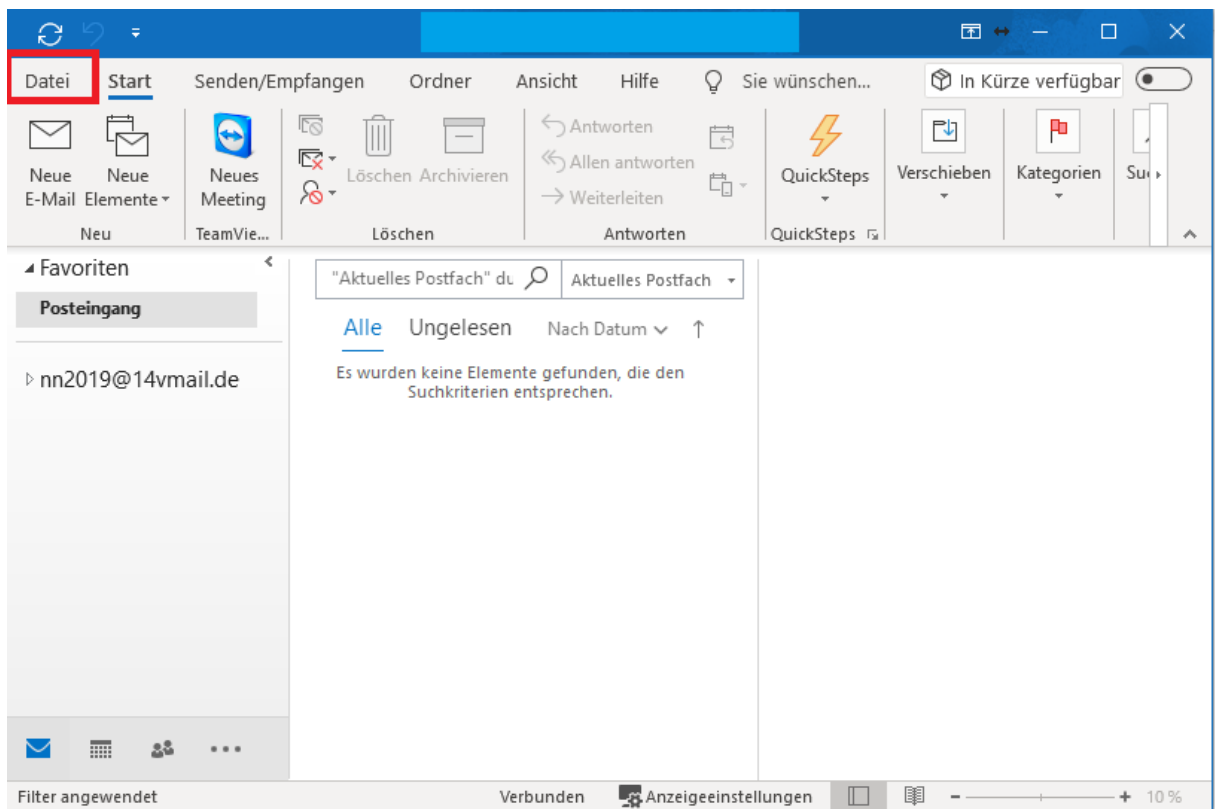 Datei Start Senden/Empfangen Ordner Ansicht Hilfe Sie wünschen... In Kürze verfügbar
Neue E-Mail
Neue Elemente
Neu
Neues Meeting
TeamVie...
Löschen Archivieren
Löschen
Antworten
Allen antworten
Weiterleiten
Antworten
QuickSteps
QuickSteps
Verschieben
Kategorien
Favoriten
Posteingang
nn2019@14vmail.de
"Aktuelles Postfach" du Aktuelles Postfach
Alle Ungelesen Nach Datum
Es wurden keine Elemente gefunden, die den
Suchkriterien entsprechen.
Filter angewendet Verbunden Anzeigeeinstellungen 10 %